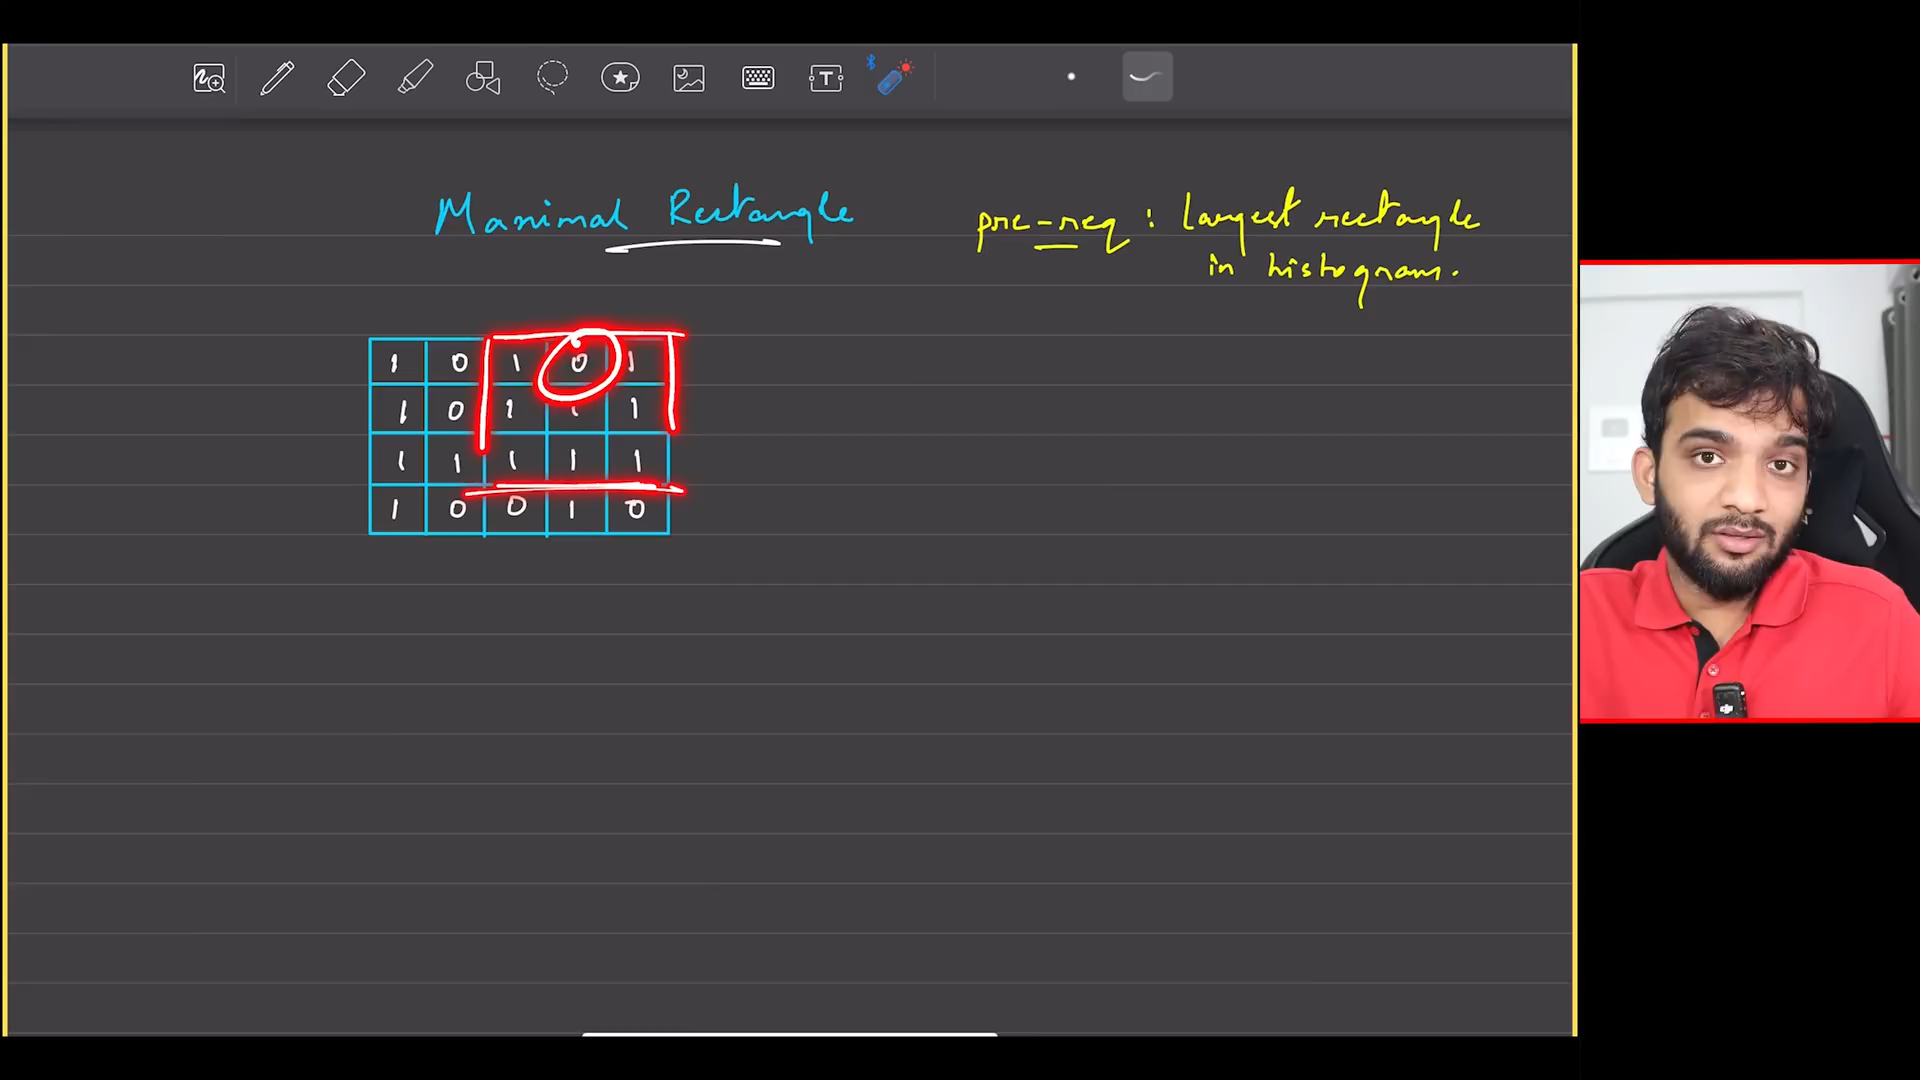 Maximal Rectangle
pre-req : Largest rectangle
in histogram.
1 0 1 0 1
1 0 1 1 1
1 1 1 1 1
1 0 0 1 0